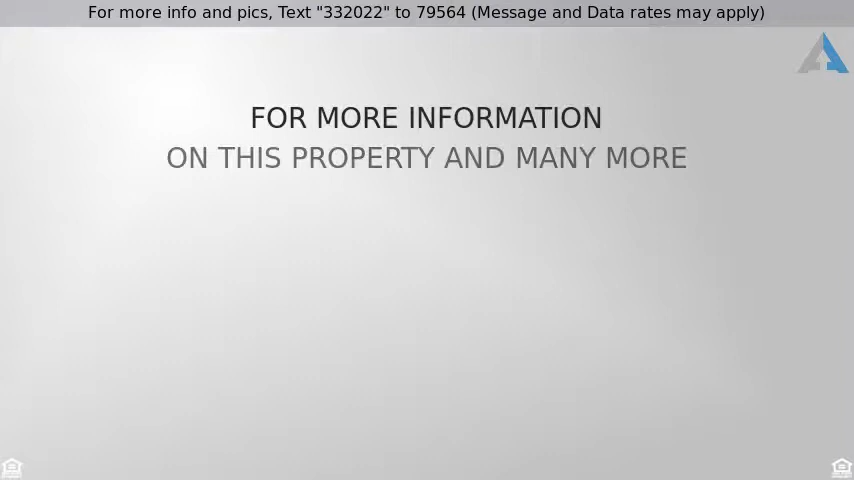 For more info and pics, Text "332022" to 79564 (Message and Data rates may apply)
FOR MORE INFORMATION
ON THIS PROPERTY AND MANY MORE